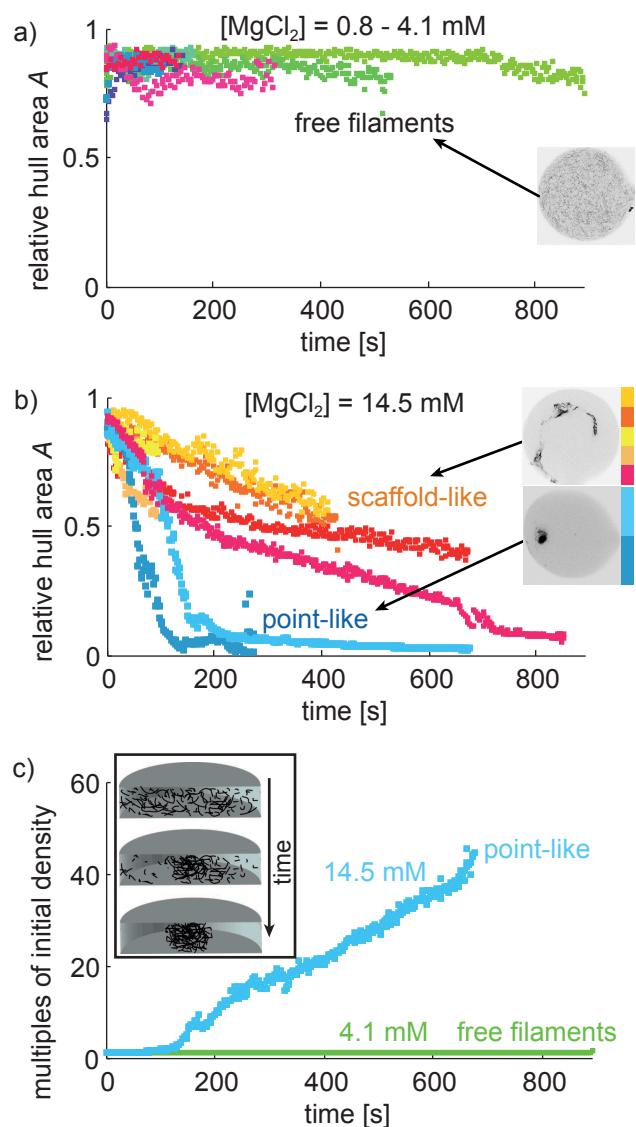 a)
[MgCl₂] = 0.8 - 4.1 mM
1
0.5
0
relative hull area A
free filaments
0 200 400 600 800
time [s]
b)
[MgCl₂] = 14.5 mM
1
0.5
0
relative hull area A
scaffold-like
point-like
0 200 400 600 800
time [s]
c)
60
40
20
0
multiples of initial density
time
point-like
14.5 mM
4.1 mM free filaments
0 200 400 600 800
time [s]